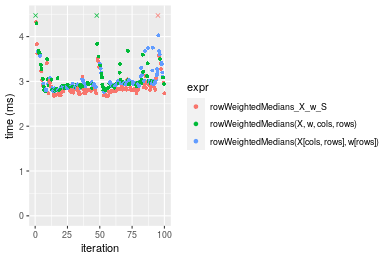 4
3
2
1
0
time (ms)
0
25
50
75
100
iteration
expr
rowWeightedMedians_X_w_S
rowWeightedMedians(X, w, cols, rows)
rowWeightedMedians(X[cols, rows], w[rows])